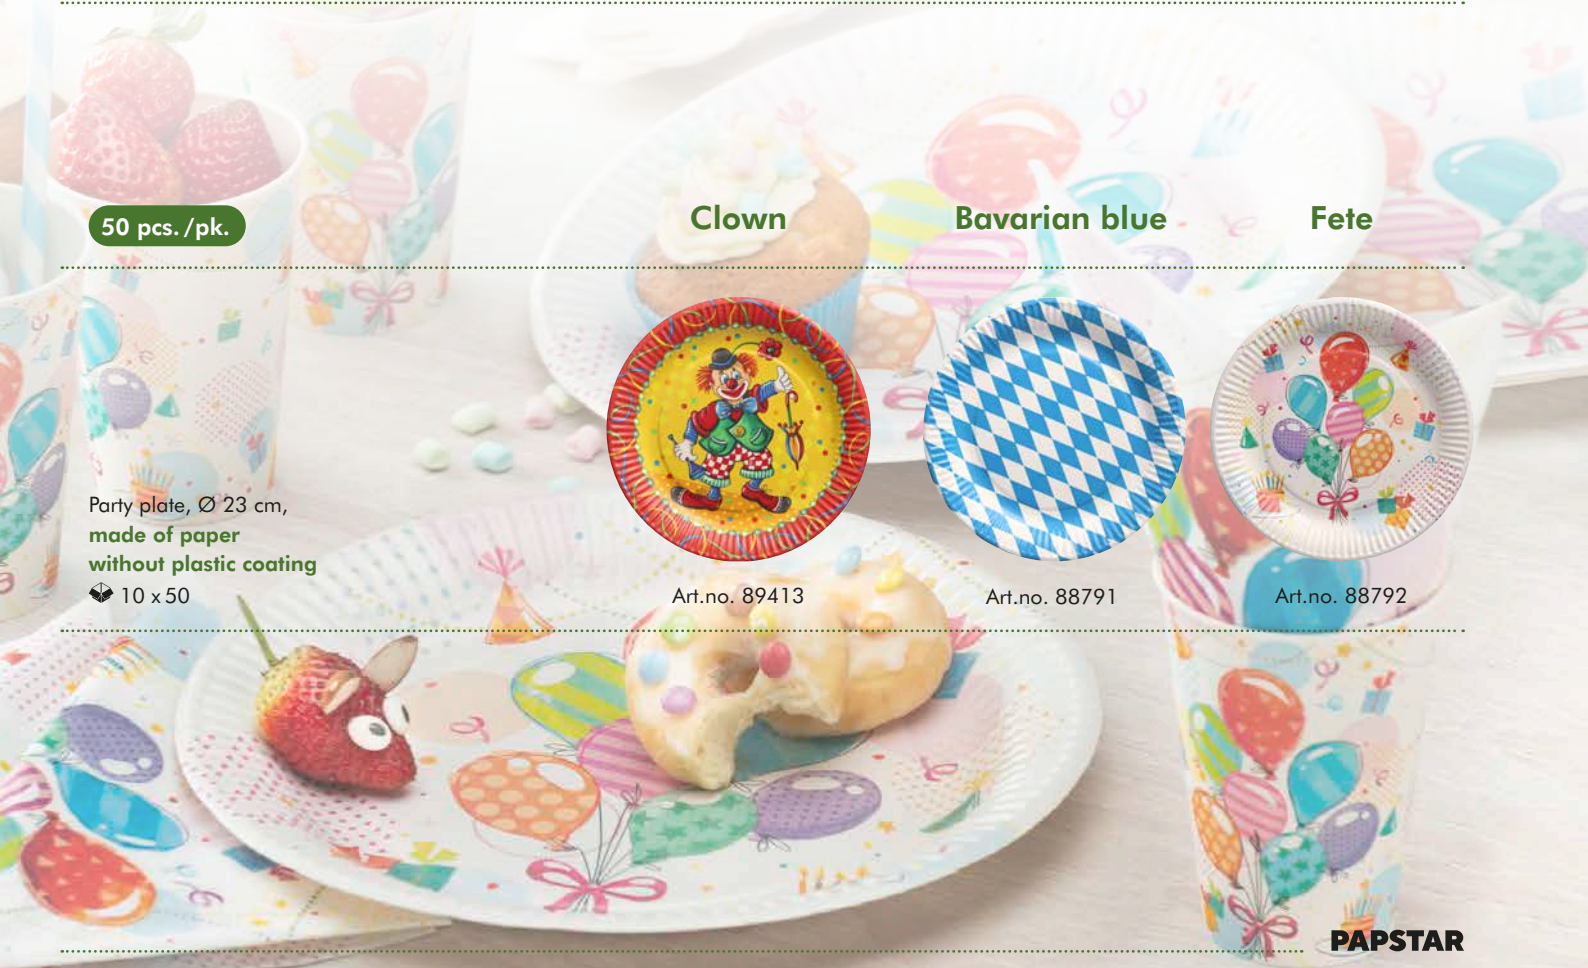 50 pcs./pk.
Clown
Bavarian blue
Fete
Party plate, Ø 23 cm,
made of paper
without plastic coating
10 x 50
Art.no. 89413
Art.no. 88791
Art.no. 88792
PAPSTAR